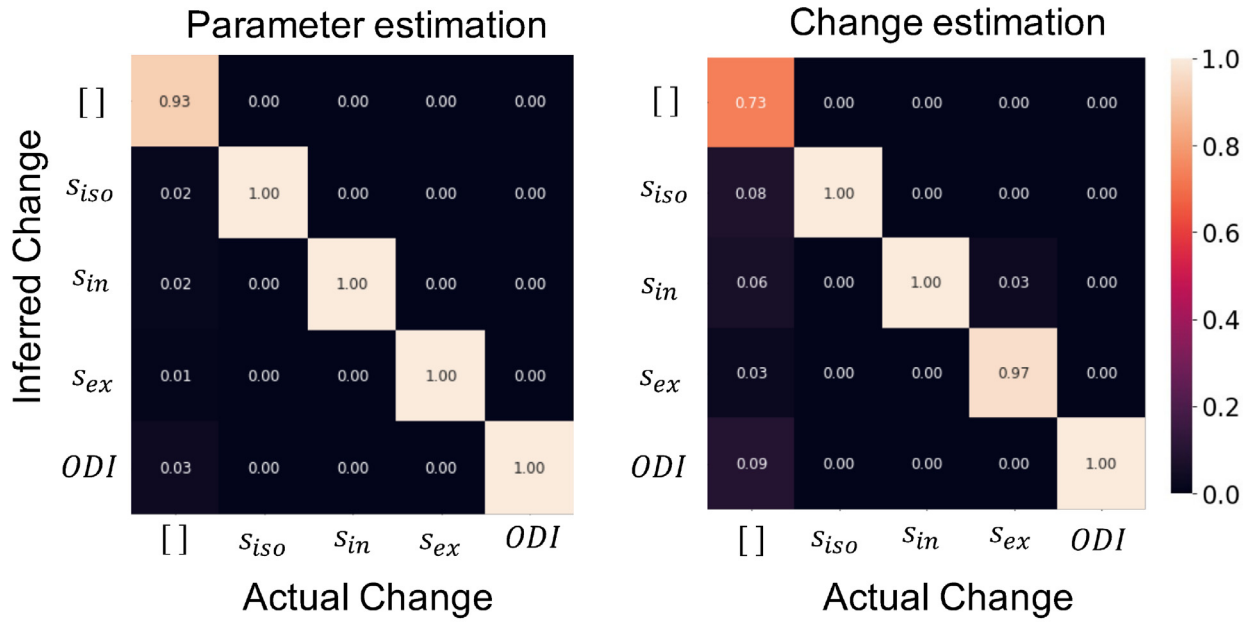 Parameter estimation
Change estimation
Inferred Change
[ ] 0.93 0.00 0.00 0.00 0.00
s_iso 0.02 1.00 0.00 0.00 0.00
s_in 0.02 0.00 1.00 0.00 0.00
s_ex 0.01 0.00 0.00 1.00 0.00
ODI 0.03 0.00 0.00 0.00 1.00
[ ] s_iso s_in s_ex ODI
Actual Change
[ ] 0.73 0.00 0.00 0.00 0.00
s_iso 0.08 1.00 0.00 0.00 0.00
s_in 0.06 0.00 1.00 0.03 0.00
s_ex 0.03 0.00 0.00 0.97 0.00
ODI 0.09 0.00 0.00 0.00 1.00
[ ] s_iso s_in s_ex ODI
Actual Change
1.0
0.8
0.6
0.4
0.2
0.0